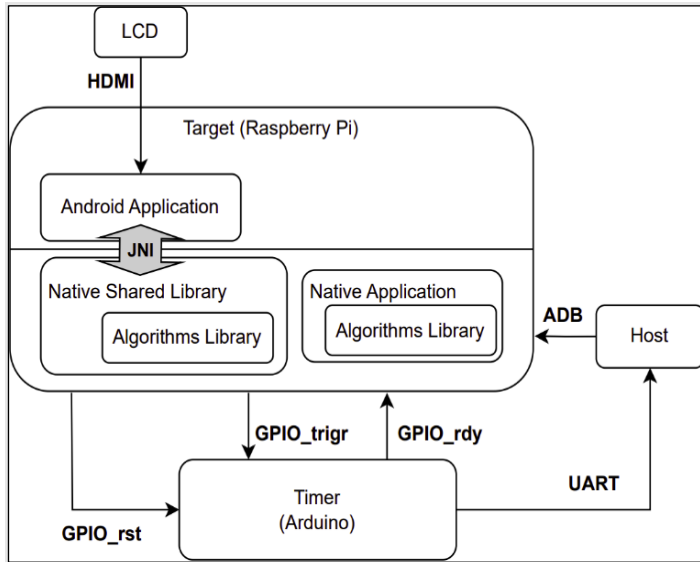 LCD
HDMI
Target (Raspberry Pi)
Android Application
JNI
Native Shared Library
Algorithms Library
Native Application
Algorithms Library
ADB
Host
GPIO_trigr
GPIO_rdy
Timer
(Arduino)
UART
GPIO_rst